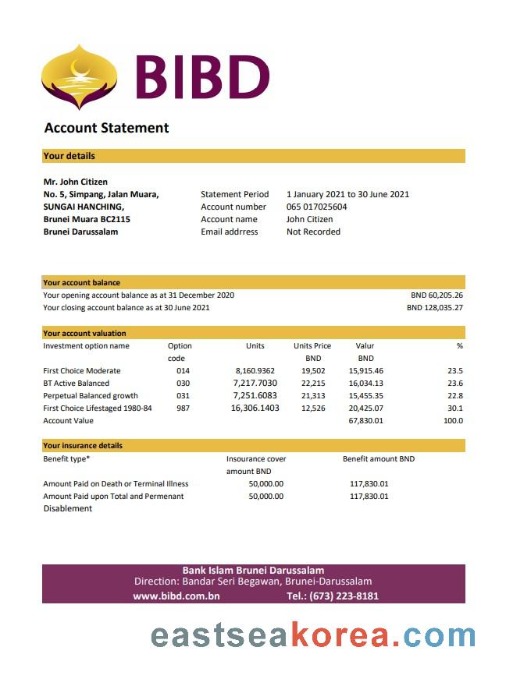 BIBD
Account Statement
Your details
Mr. John Citizen
No. 5, Simpang, Jalan Muara, Statement Period 1 January 2021 to 30 June 2021
SUNGAI HANCHING, Account number 065 017025604
Brunei Muara BC2115 Account name John Citizen
Brunei Darussalam Email addrress Not Recorded
Your account balance
Your opening account balance as at 31 December 2020 BND 60,205.26
Your closing account balance as at 30 June 2021 BND 128,035.27
Your account valuation
Investment option name Option Units Units Price Valur %
code BND BND
First Choice Moderate 014 8,160.9362 19,502 15,915.46 23.5
BT Active Balanced 030 7,217.7030 22,215 16,034.13 23.6
Perpetual Balanced growth 031 7,251.6083 21,313 15,455.35 22.8
First Choice Lifestaged 1980-84 987 16,306.1403 12,526 20,425.07 30.1
Account Value 67,830.01 100.0
Your insurance details
Benefit type* Insourance cover Benefit amount BND
amount BND
Amount Paid on Death or Terminal Illness 50,000.00 117,830.01
Amount Paid upon Total and Permenant 50,000.00 117,830.01
Disablement
Bank Islam Brunei Darussalam
Direction: Bandar Seri Begawan, Brunei-Darussalam
www.bibd.com.bn Tel.: (673) 223-8181
eastseakorea.com